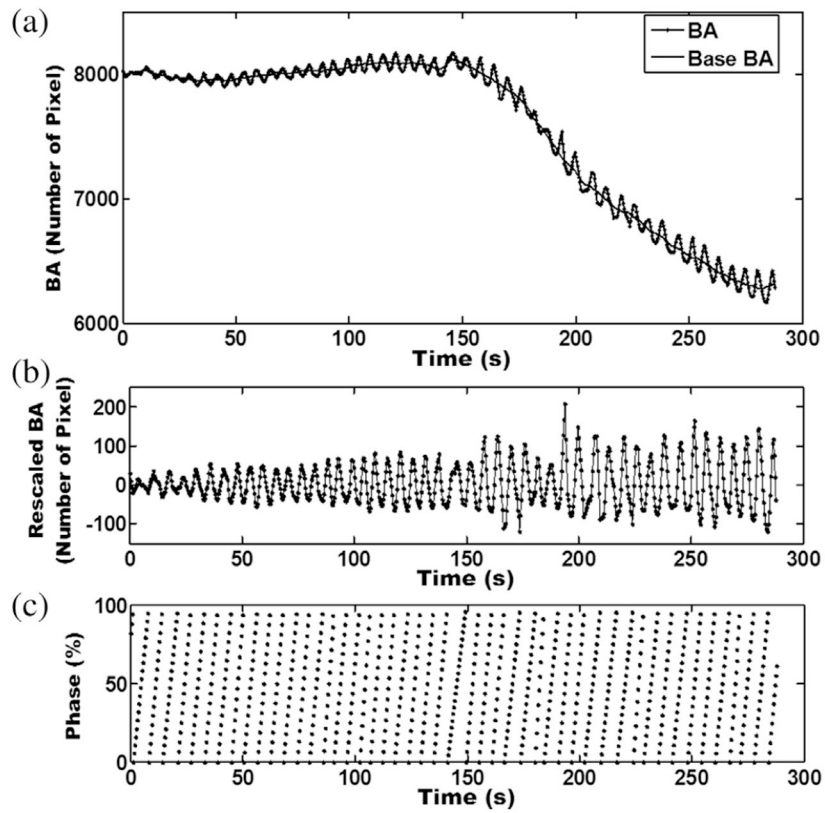 (a)
BA
Base BA
8000
7000
6000
BA (Number of Pixel)
0 50 100 150 200 250 300
Time (s)
(b)
200
100
0
-100
Rescaled BA
(Number of Pixel)
0 50 100 150 200 250 300
Time (s)
(c)
100
50
0
Phase (%)
0 50 100 150 200 250 300
Time (s)